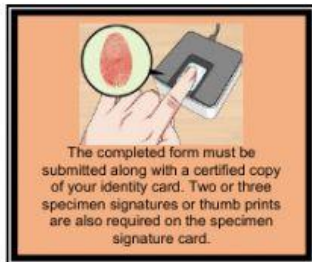 The completed form must be
submitted along with a certified copy
of your identity card. Two or three
specimen signatures or thumb prints
are also required on the specimen
signature card.